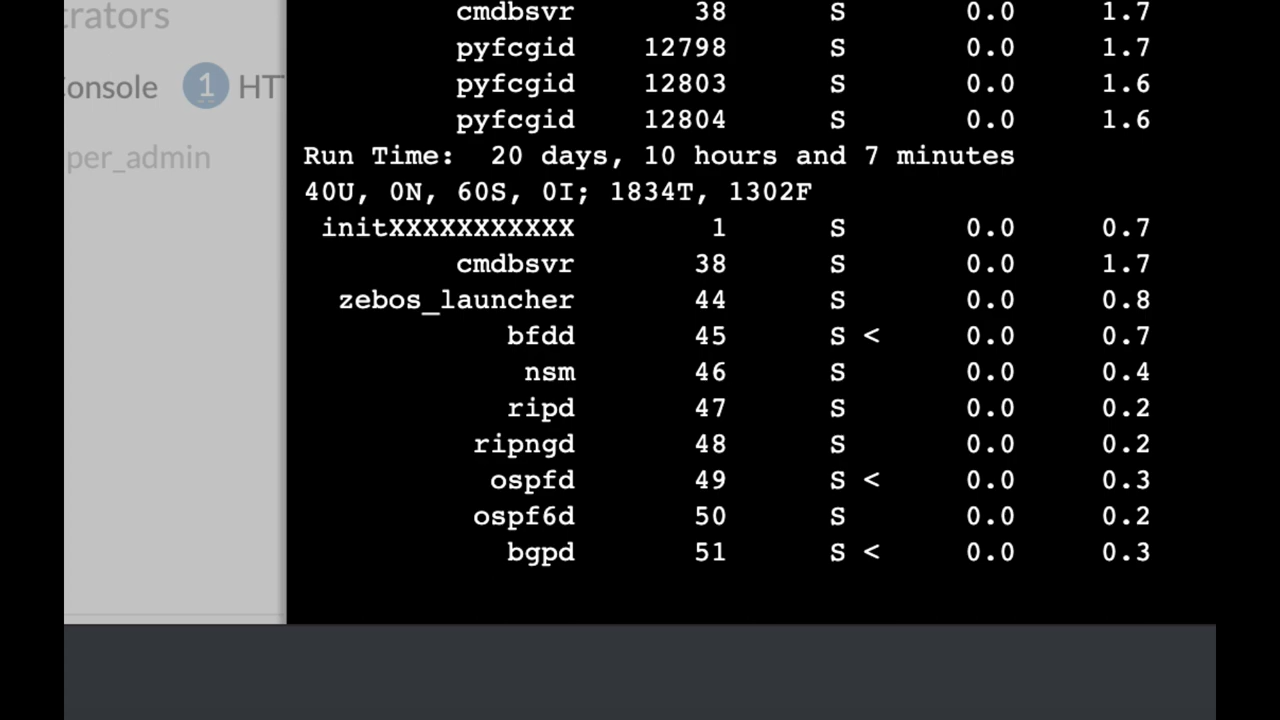 trators
cmdbsvr 38 S 0.0 1.7
pyfcgid 12798 S 0.0 1.7
onsole 1 HT
pyfcgid 12803 S 0.0 1.6
pyfcgid 12804 S 0.0 1.6
per_admin
Run Time: 20 days, 10 hours and 7 minutes
40U, 0N, 60S, 0I; 1834T, 1302F
initXXXXXXXXXXX 1 S 0.0 0.7
cmdbsvr 38 S 0.0 1.7
zebos_launcher 44 S 0.0 0.8
bfdd 45 S < 0.0 0.7
nsm 46 S 0.0 0.4
ripd 47 S 0.0 0.2
ripngd 48 S 0.0 0.2
ospfd 49 S < 0.0 0.3
ospf6d 50 S 0.0 0.2
bgpd 51 S < 0.0 0.3